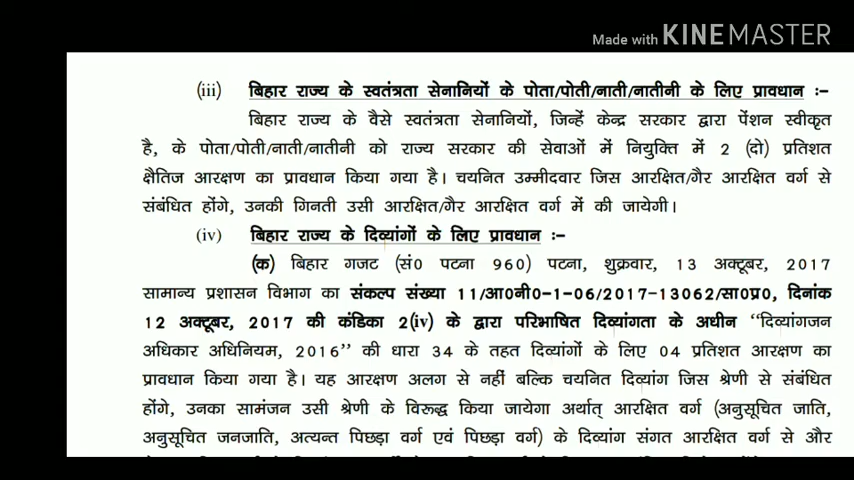 Made with KINEMASTER
(iii) बिहार राज्य के स्वतंत्रता सेनानियों के पोता/पोती/नाती/नातीनी के लिए प्रावधान :-
बिहार राज्य के वैसे स्वतंत्रता सेनानियों, जिन्हें केन्द्र सरकार द्वारा पेंशन स्वीकृत
है, के पोता/पोती/नाती/नातीनी को राज्य सरकार की सेवाओं में नियुक्ति में 2 (दो) प्रतिशत
क्षैतिज आरक्षण का प्रावधान किया गया है। चयनित उम्मीदवार जिस आरक्षित/गैर आरक्षित वर्ग से
संबंधित होंगे, उनकी गिनती उसी आरक्षित/गैर आरक्षित वर्ग में की जायेगी।
(iv) बिहार राज्य के दिव्यांगों के लिए प्रावधान :-
(क) बिहार गजट (सं0 पटना 960) पटना, शुक्रवार, 13 अक्टूबर, 2017
सामान्य प्रशासन विभाग का संकल्प संख्या 11/आ0नी0-1-06/2017-13062/सा0प्र0, दिनांक
12 अक्टूबर, 2017 की कंडिका 2(iv) के द्वारा परिभाषित दिव्यांगता के अधीन "दिव्यांगजन
अधिकार अधिनियम, 2016" की धारा 34 के तहत दिव्यांगों के लिए 04 प्रतिशत आरक्षण का
प्रावधान किया गया है। यह आरक्षण अलग से नहीं बल्कि चयनित दिव्यांग जिस श्रेणी से संबंधित
होंगे, उनका सामंजन उसी श्रेणी के विरूद्ध किया जायेगा अर्थात् आरक्षित वर्ग (अनुसूचित जाति,
अनुसूचित जनजाति, अत्यन्त पिछड़ा वर्ग एवं पिछड़ा वर्ग) के दिव्यांग संगत आरक्षित वर्ग से और